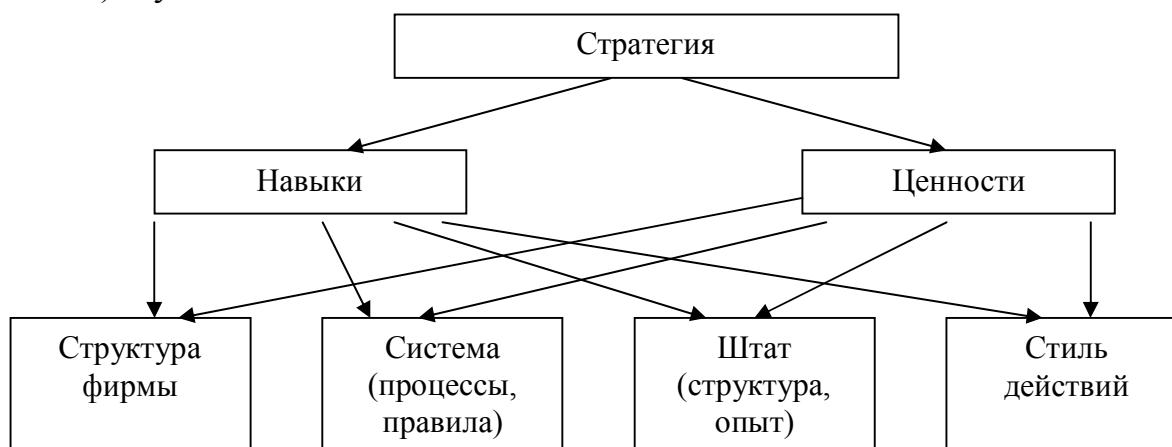 Стратегия
Навыки
Ценности
Структура
фирмы
Система
(процессы,
правила)
Штат
(структура,
опыт)
Стиль
действий